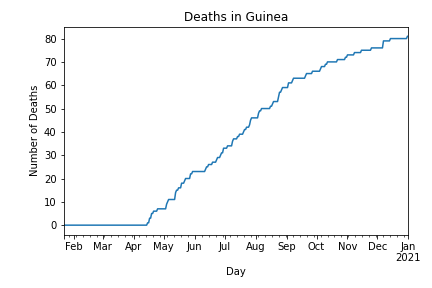 Deaths in Guinea
Number of Deaths
80
70
60
50
40
30
20
10
0
Feb Mar Apr May Jun Jul Aug Sep Oct Nov Dec Jan
2021
Day